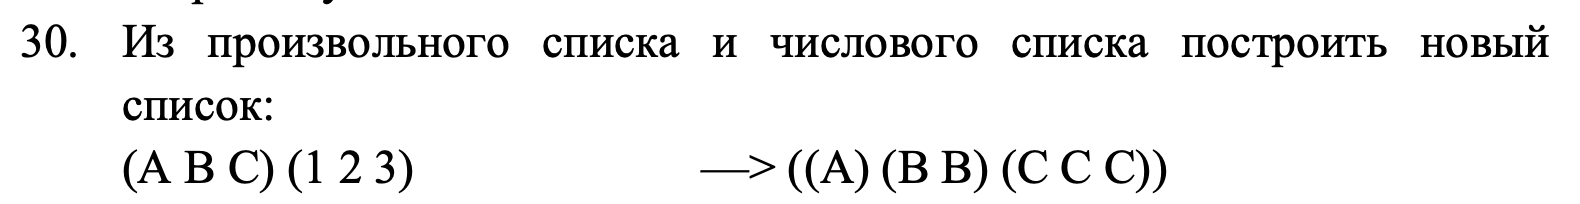 30. Из произвольного списка и числового списка построить новый
список:
(A B C) (1 2 3) —> ((A) (B B) (C C C))